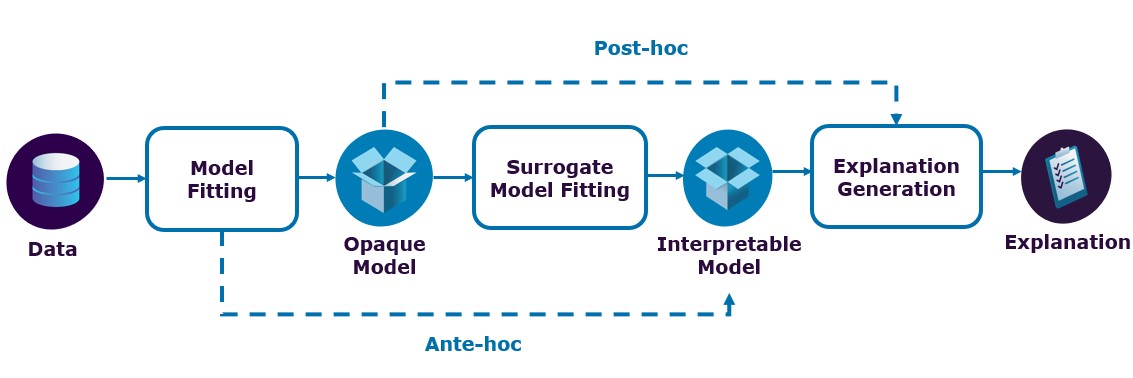 Post-hoc
Model
Fitting
Surrogate
Model Fitting
Explanation
Generation
Data
Opaque
Model
Interpretable
Model
Explanation
Ante-hoc